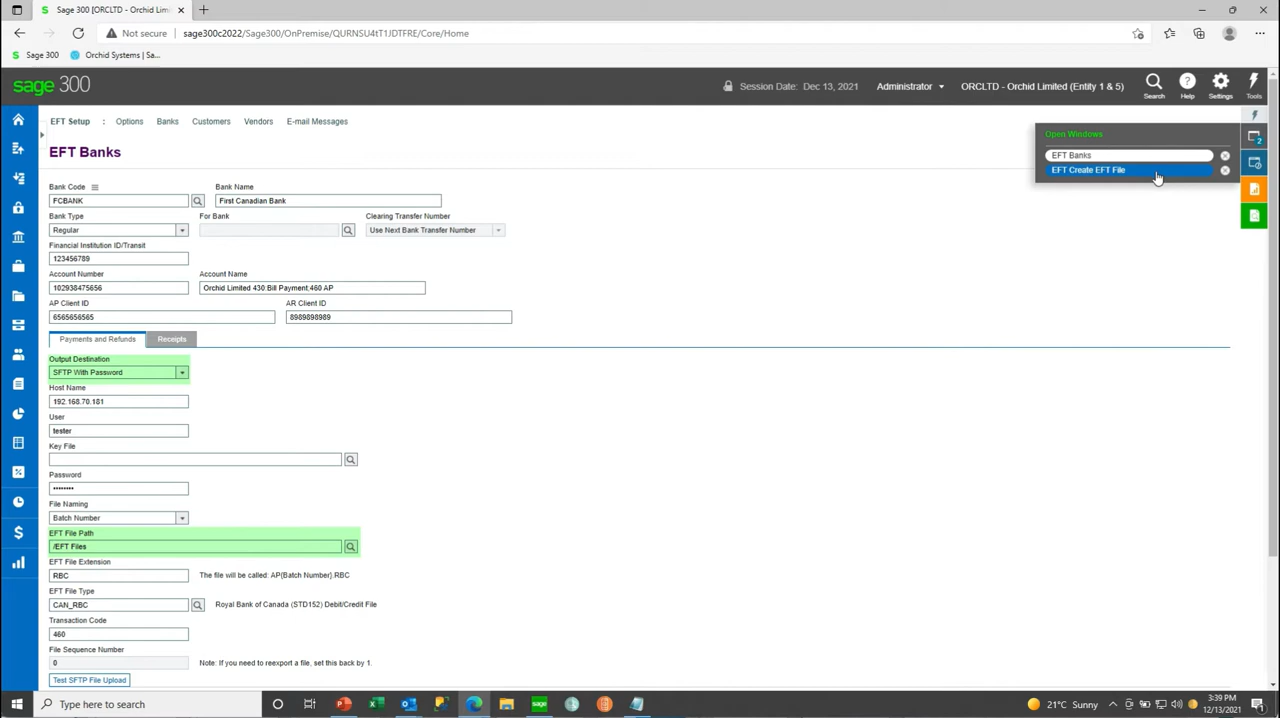 Sage 300 [ORCLTD - Orchid Limit
Not secure
sage300c2022/Sage300/OnPremise/QURNSU4tT1JDTFRE/Core/Home
Sage 300
Orchid Systems | Sa...
sage 300
Session Date: Dec 13, 2021
Administrator
ORCLTD - Orchid Limited (Entity 1 & 5)
Search
Help
Settings
Tools
EFT Setup : Options Banks Customers Vendors E-mail Messages
Open Windows
2
EFT Banks
EFT Banks
EFT Create EFT File
Bank Code
Bank Name
FCBANK
First Canadian Bank
Bank Type
For Bank
Clearing Transfer Number
Regular
Use Next Bank Transfer Number
Financial Institution ID/Transit
123456789
Account Number
Account Name
102938475656
Orchid Limited 430:Bill Payment;460 AP
AP Client ID
AR Client ID
6565656565
8989898989
Payments and Refunds
Receipts
Output Destination
SFTP With Password
Host Name
192.168.70.181
User
tester
Key File
Password
••••••••
File Naming
Batch Number
EFT File Path
/EFT Files
EFT File Extension
RBC
The file will be called: AP{Batch Number}.RBC
EFT File Type
CAN_RBC
Royal Bank of Canada (STD152) Debit/Credit File
Transaction Code
460
File Sequence Number
0
Note: If you need to reexport a file, set this back by 1.
Test SFTP File Upload
Type here to search
sage
21°C Sunny
3:39 PM
12/13/2021
1